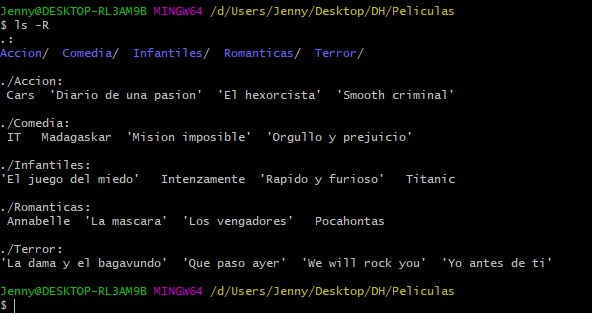 Jenny@DESKTOP-RL3AM9B MINGW64 /d/Users/Jenny/Desktop/DH/Peliculas
$ ls -R
.:
Accion/  Comedia/  Infantiles/  Romanticas/  Terror/

./Accion:
 Cars  'Diario de una pasion'  'El hexorcista'  'Smooth criminal'

./Comedia:
 IT   Madagaskar  'Mision imposible'  'Orgullo y prejuicio'

./Infantiles:
'El juego del miedo'   Intenzamente  'Rapido y furioso'   Titanic

./Romanticas:
 Annabelle  'La mascara'  'Los vengadores'   Pocahontas

./Terror:
'La dama y el bagavundo'  'Que paso ayer'  'We will rock you'  'Yo antes de ti'

Jenny@DESKTOP-RL3AM9B MINGW64 /d/Users/Jenny/Desktop/DH/Peliculas
$